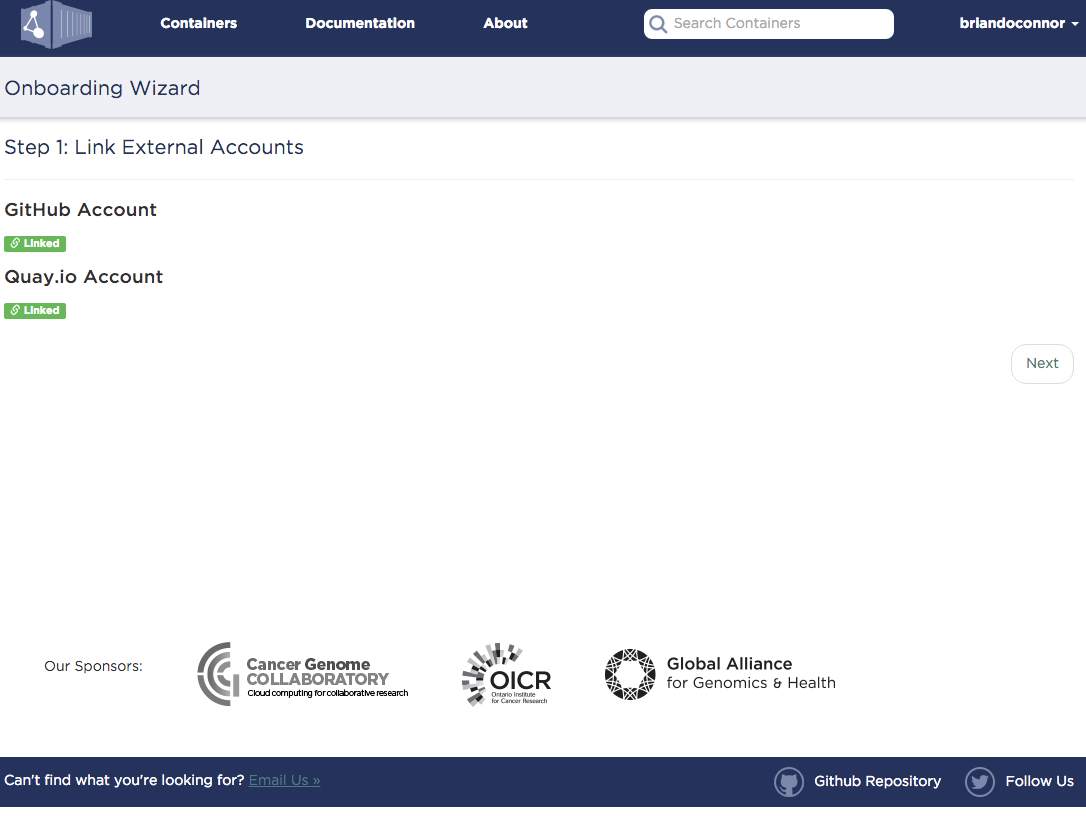 Containers Documentation About Search Containers briandoconnor
Onboarding Wizard
Step 1: Link External Accounts
GitHub Account
Linked
Quay.io Account
Linked
Next
Our Sponsors:
Cancer Genome
COLLABORATORY
Cloud computing for collaborative research
OICR
Ontario Institute
for Cancer Research
Global Alliance
for Genomics & Health
Can't find what you're looking for? Email Us »
Github Repository
Follow Us